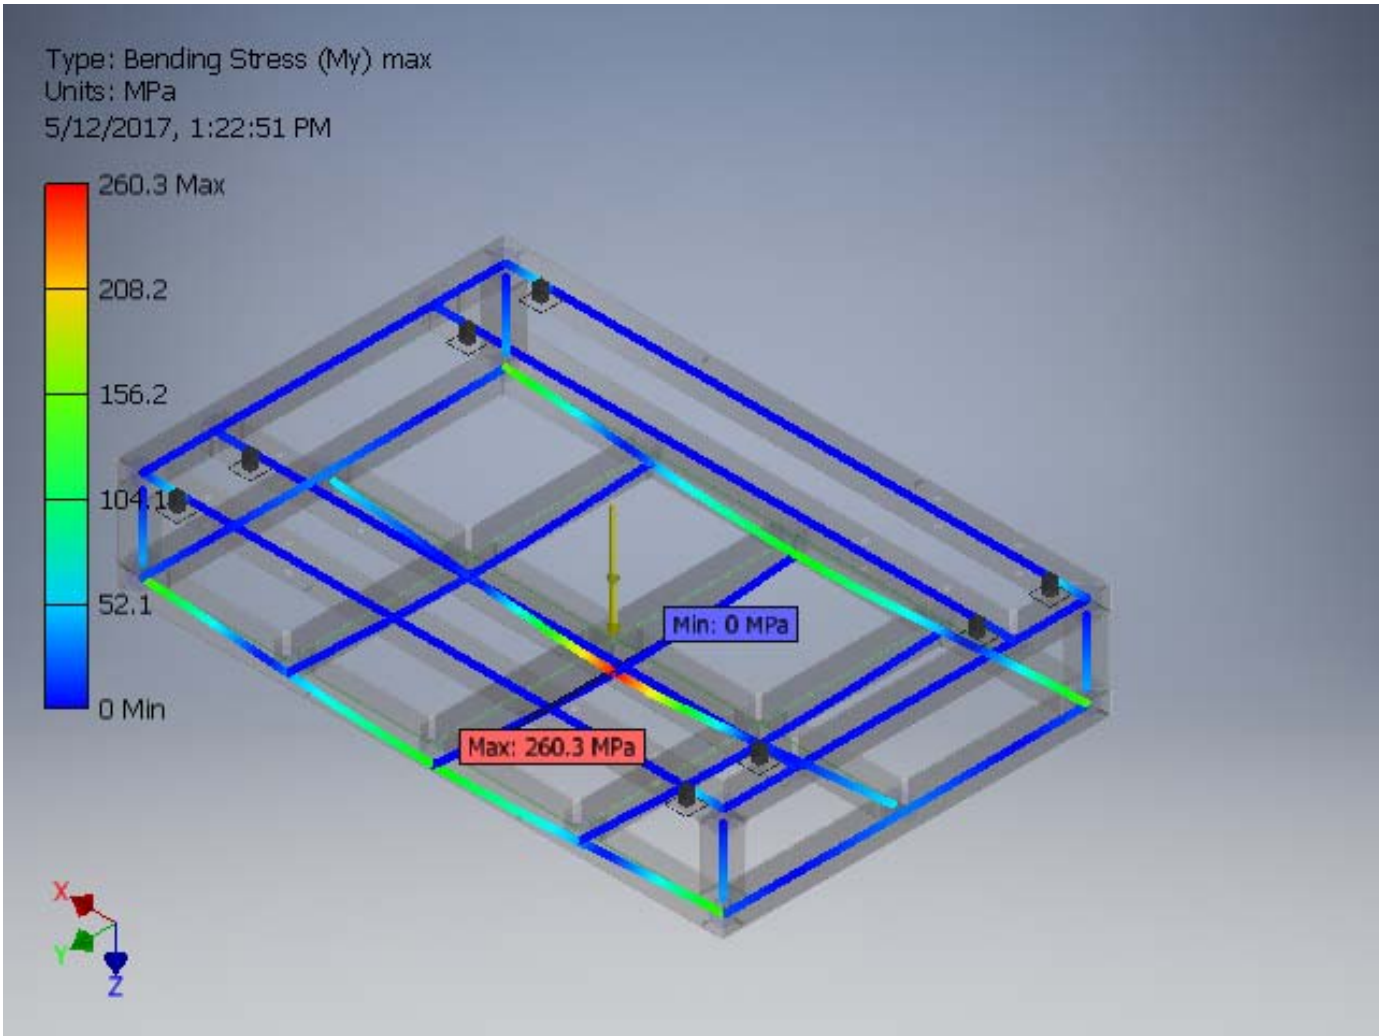 Type: Bending Stress (My) max
Units: MPa
5/12/2017, 1:22:51 PM
260.3 Max
208.2
156.2
104.1
52.1
0 Min
Min: 0 MPa
Max: 260.3 MPa
X
Y
Z